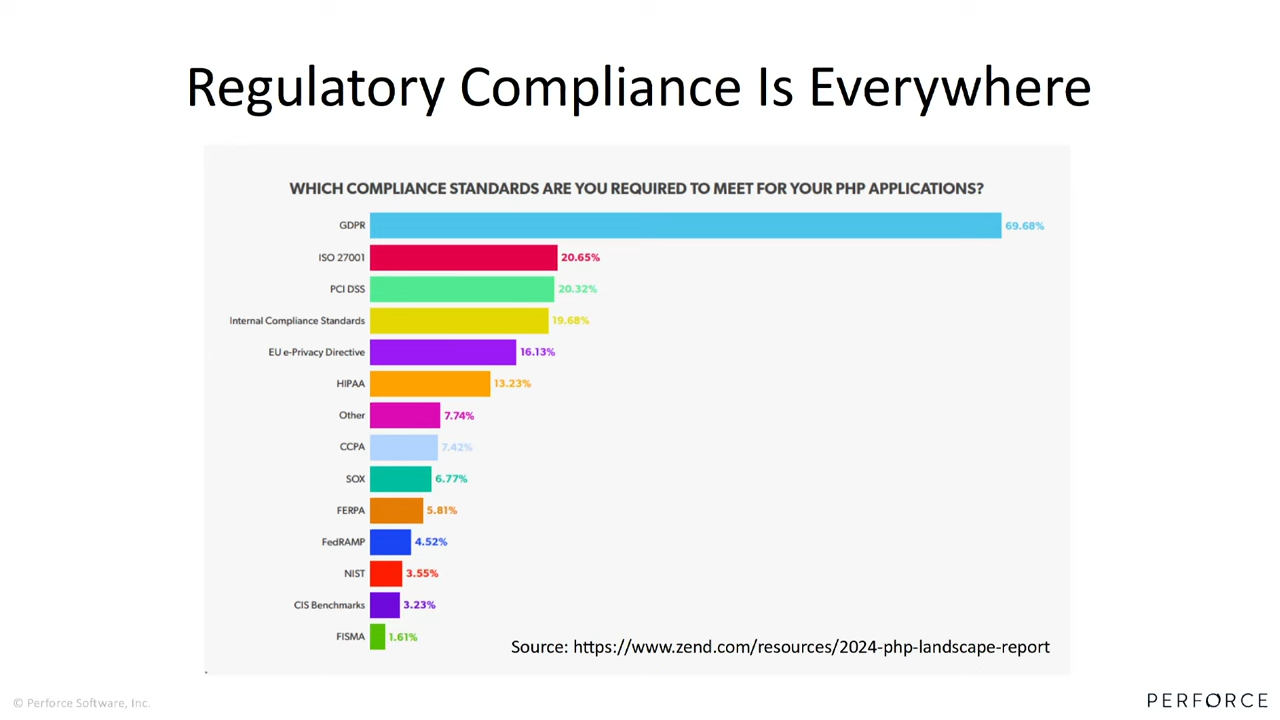 Regulatory Compliance Is Everywhere
WHICH COMPLIANCE STANDARDS ARE YOU REQUIRED TO MEET FOR YOUR PHP APPLICATIONS?
GDPR 69.68%
ISO 27001 20.65%
PCI DSS 20.32%
Internal Compliance Standards 19.68%
EU e-Privacy Directive 16.13%
HIPAA 13.23%
Other 7.74%
CCPA 7.42%
SOX 6.77%
FERPA 5.81%
FedRAMP 4.52%
NIST 3.55%
CIS Benchmarks 3.23%
FISMA 1.61%
Source: https://www.zend.com/resources/2024-php-landscape-report
© Perforce Software, Inc.
PERFORCE